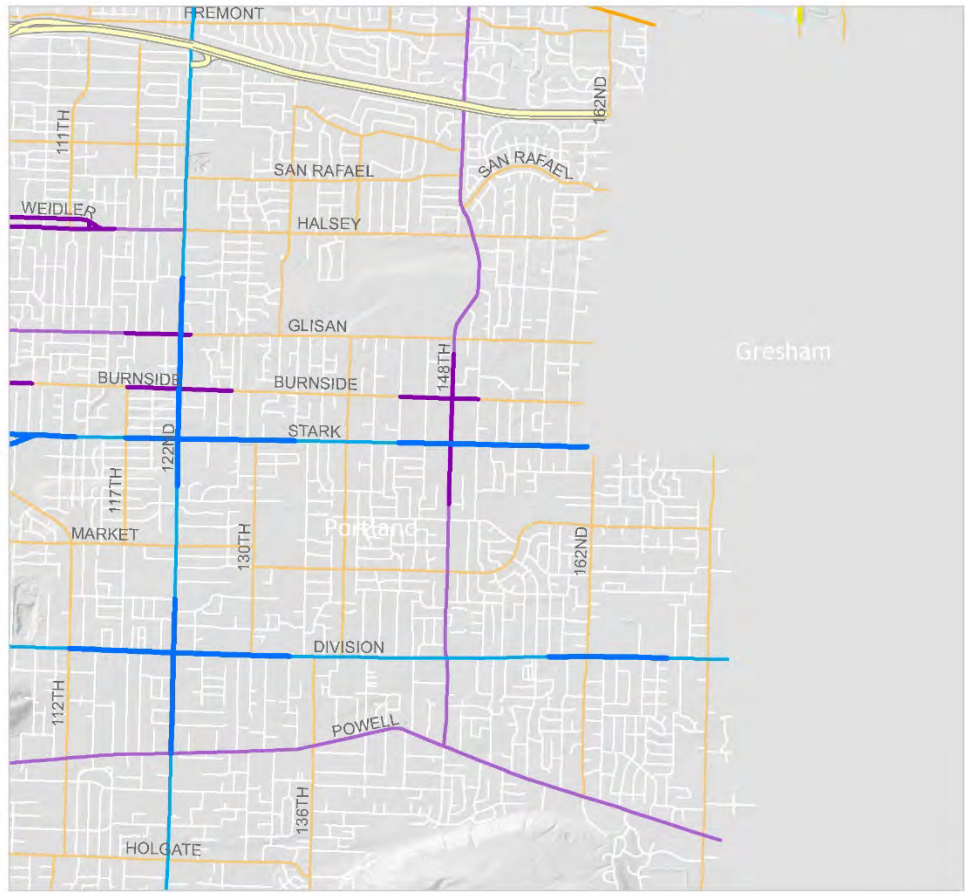 FREMONT
162ND
111TH
SAN RAFAEL
SAN RAFAEL
WEIDLER
HALSEY
GLISAN
148TH
Gresham
BURNSIDE
BURNSIDE
STARK
122ND
117TH
Portland
MARKET
130TH
162ND
DIVISION
112TH
POWELL
136TH
HOLGATE